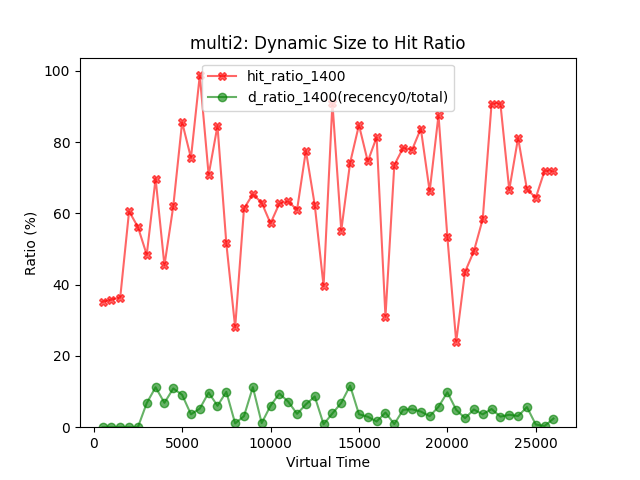 multi2: Dynamic Size to Hit Ratio
hit_ratio_1400
d_ratio_1400(recency0/total)
Ratio (%)
100
80
60
40
20
0
0
5000
10000
15000
20000
25000
Virtual Time